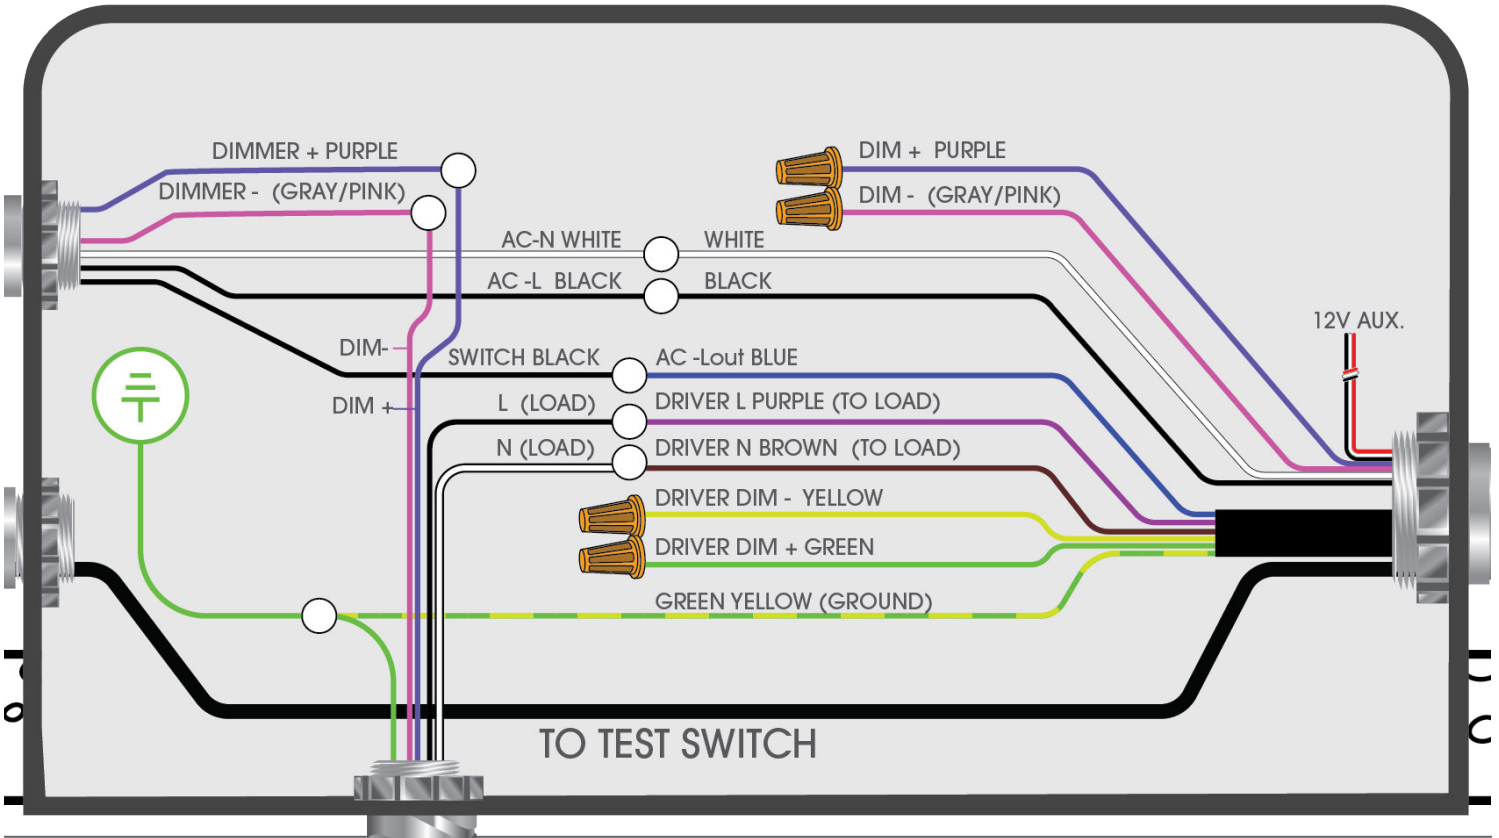 DIMMER + PURPLE
DIM + PURPLE
DIMMER - (GRAY/PINK)
DIM - (GRAY/PINK)
AC-N WHITE
WHITE
AC -L BLACK
BLACK
12V AUX.
DIM-
SWITCH BLACK
AC -Lout BLUE
DIM +
L (LOAD)
DRIVER L PURPLE (TO LOAD)
N (LOAD)
DRIVER N BROWN (TO LOAD)
DRIVER DIM - YELLOW
DRIVER DIM + GREEN
GREEN YELLOW (GROUND)
TO TEST SWITCH